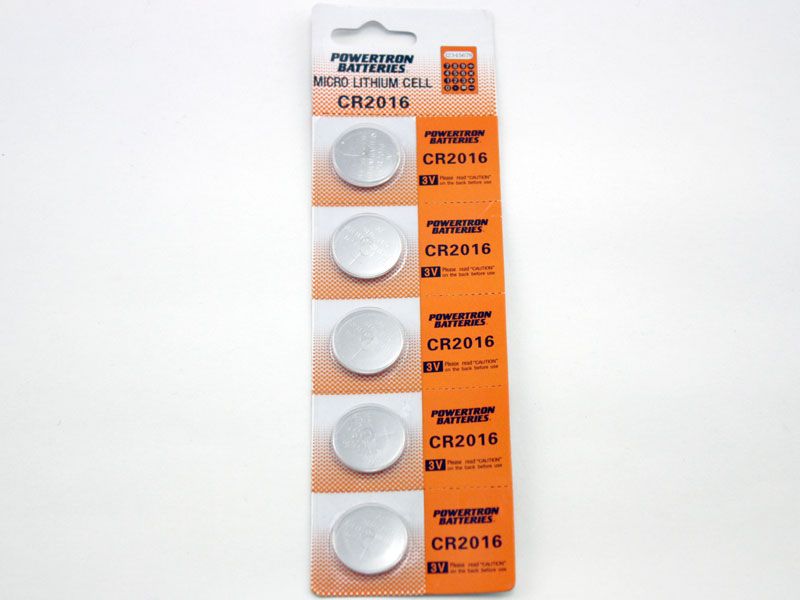 POWERTRON
BATTERIES
MICRO LITHIUM CELL
CR2016
POWERTRON
BATTERIES
CR2016
3V Please read "CAUTION"
on the back before use
POWERTRON
BATTERIES
CR2016
3V Please read "CAUTION"
on the back before use
POWERTRON
BATTERIES
CR2016
3V Please read "CAUTION"
on the back before use
POWERTRON
BATTERIES
CR2016
3V Please read "CAUTION"
on the back before use
POWERTRON
BATTERIES
CR2016
3V Please read "CAUTION"
on the back before use